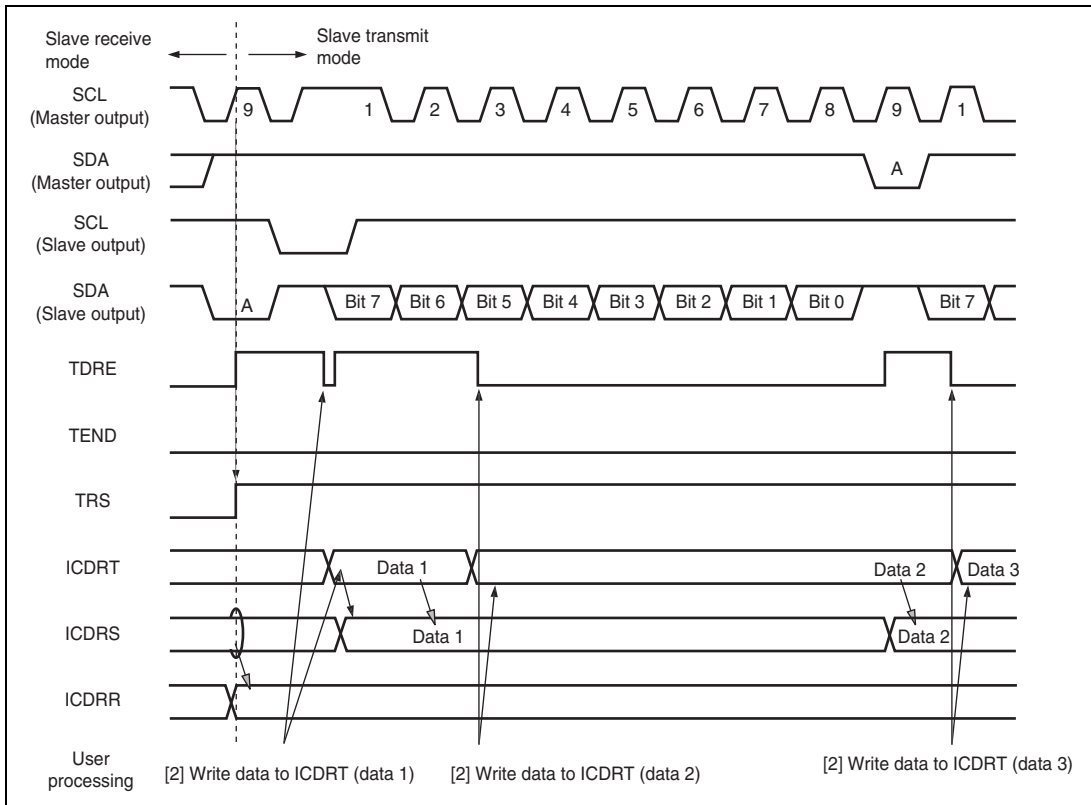 Slave receive
mode
Slave transmit
mode
SCL
(Master output)
9 1 2 3 4 5 6 7 8 9 1
SDA
(Master output)
A
SCL
(Slave output)
SDA
(Slave output)
A Bit 7 Bit 6 Bit 5 Bit 4 Bit 3 Bit 2 Bit 1 Bit 0 Bit 7
TDRE
TEND
TRS
ICDRT
Data 1 Data 2 Data 3
ICDRS
Data 1 Data 2
ICDRR
User
processing
[2] Write data to ICDRT (data 1) [2] Write data to ICDRT (data 2) [2] Write data to ICDRT (data 3)